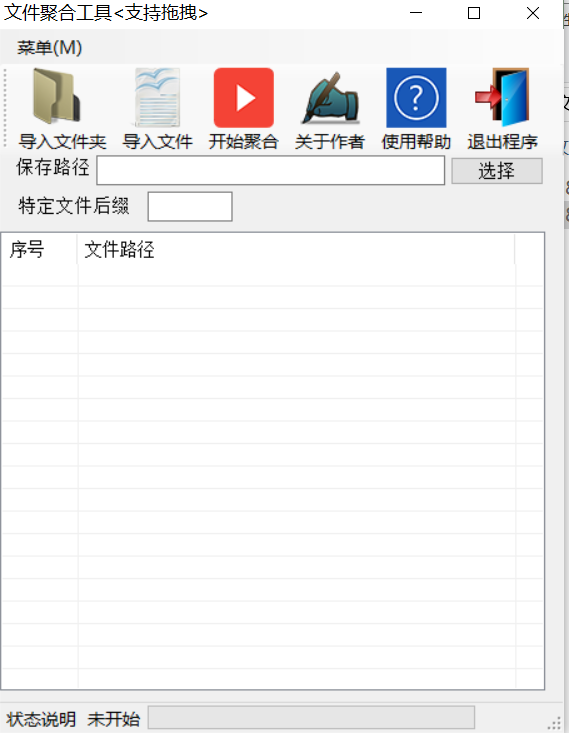 文件聚合工具<支持拖拽>
菜单(M)
导入文件夹 导入文件 开始聚合 关于作者 使用帮助 退出程序
保存路径 选择
特定文件后缀
序号 文件路径
状态说明 未开始